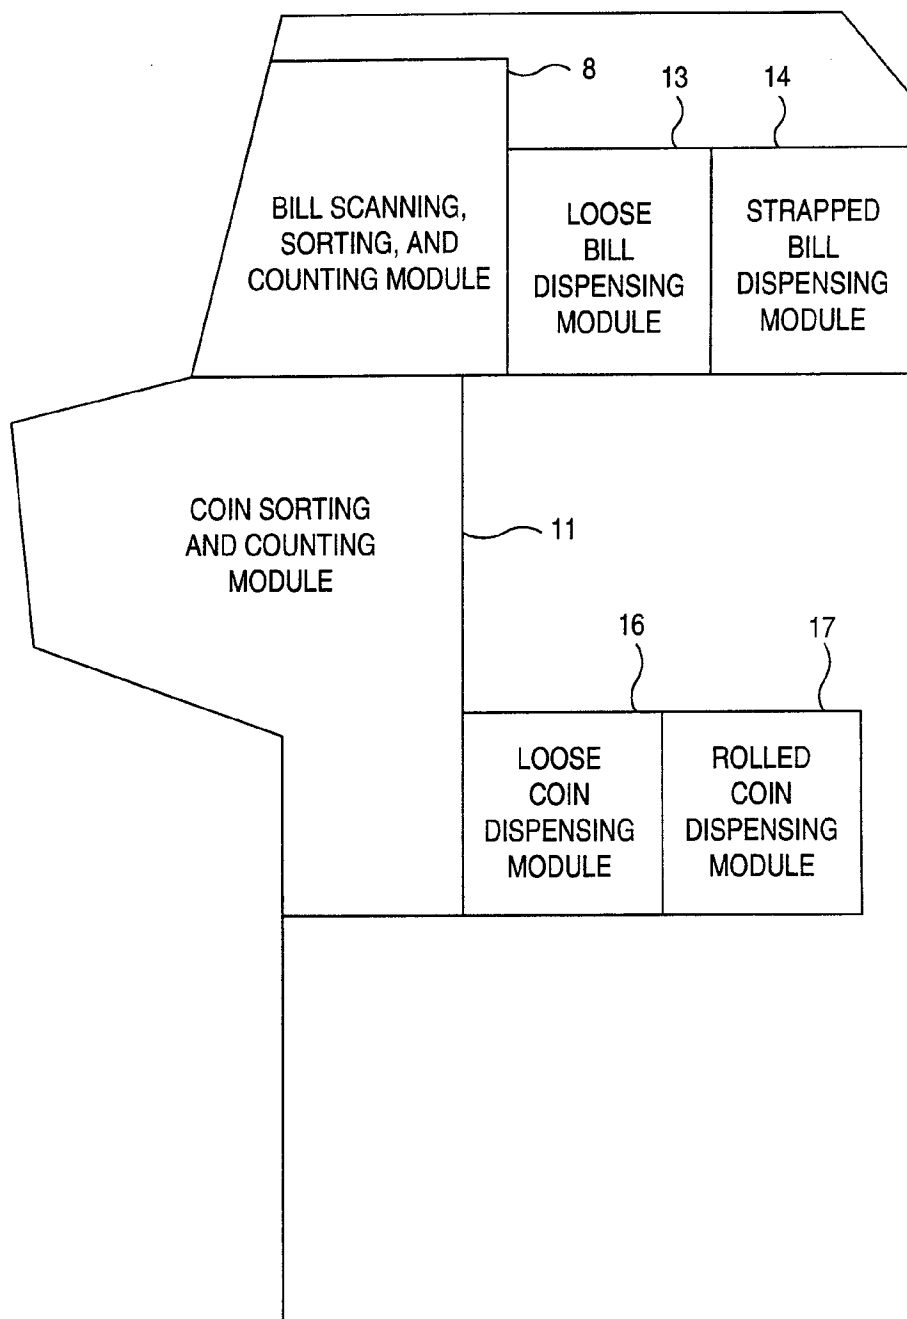 8
13
14
BILL SCANNING,
SORTING, AND
COUNTING MODULE
LOOSE
BILL
DISPENSING
MODULE
STRAPPED
BILL
DISPENSING
MODULE
COIN SORTING
AND COUNTING
MODULE
11
16
17
LOOSE
COIN
DISPENSING
MODULE
ROLLED
COIN
DISPENSING
MODULE